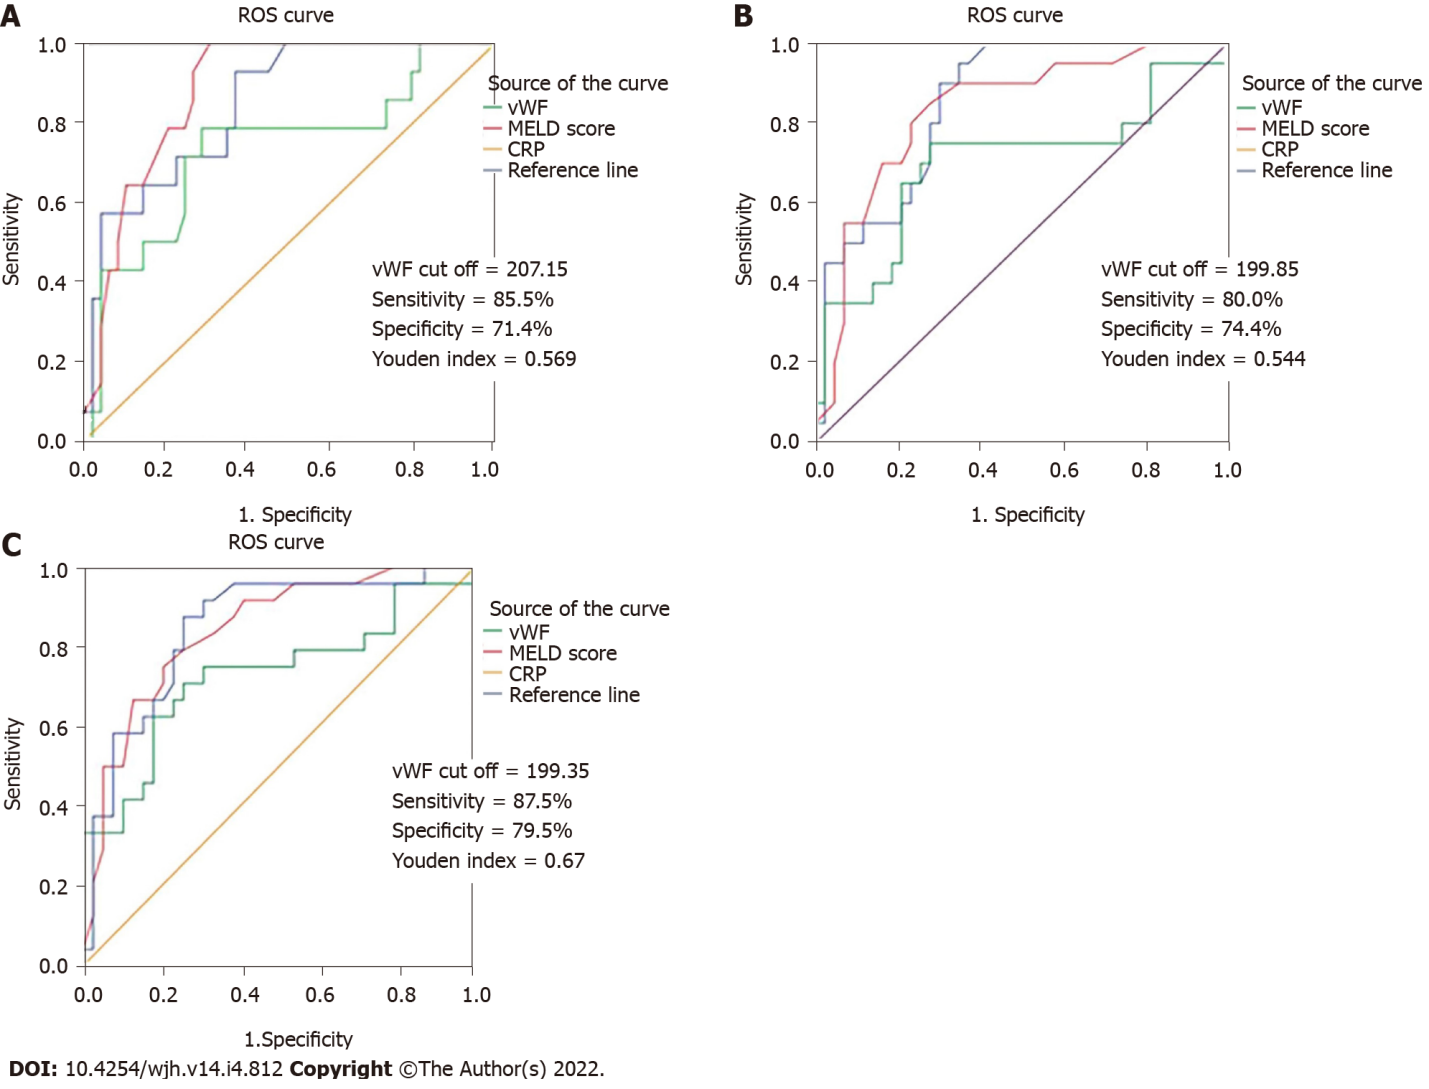 A
ROS curve
1.0
0.8
0.6
0.4
0.2
0.0
Sensitivity
0.0 0.2 0.4 0.6 0.8 1.0
1. Specificity
Source of the curve
vWF
MELD score
CRP
Reference line
vWF cut off = 207.15
Sensitivity = 85.5%
Specificity = 71.4%
Youden index = 0.569
B
ROS curve
1.0
0.8
0.6
0.4
0.2
0.0
Sensitivity
0.0 0.2 0.4 0.6 0.8 1.0
1. Specificity
Source of the curve
vWF
MELD score
CRP
Reference line
vWF cut off = 199.85
Sensitivity = 80.0%
Specificity = 74.4%
Youden index = 0.544
C
ROS curve
1.0
0.8
0.6
0.4
0.2
0.0
Sensitivity
0.0 0.2 0.4 0.6 0.8 1.0
1.Specificity
Source of the curve
vWF
MELD score
CRP
Reference line
vWF cut off = 199.35
Sensitivity = 87.5%
Specificity = 79.5%
Youden index = 0.67
DOI: 10.4254/wjh.v14.i4.812 Copyright ©The Author(s) 2022.